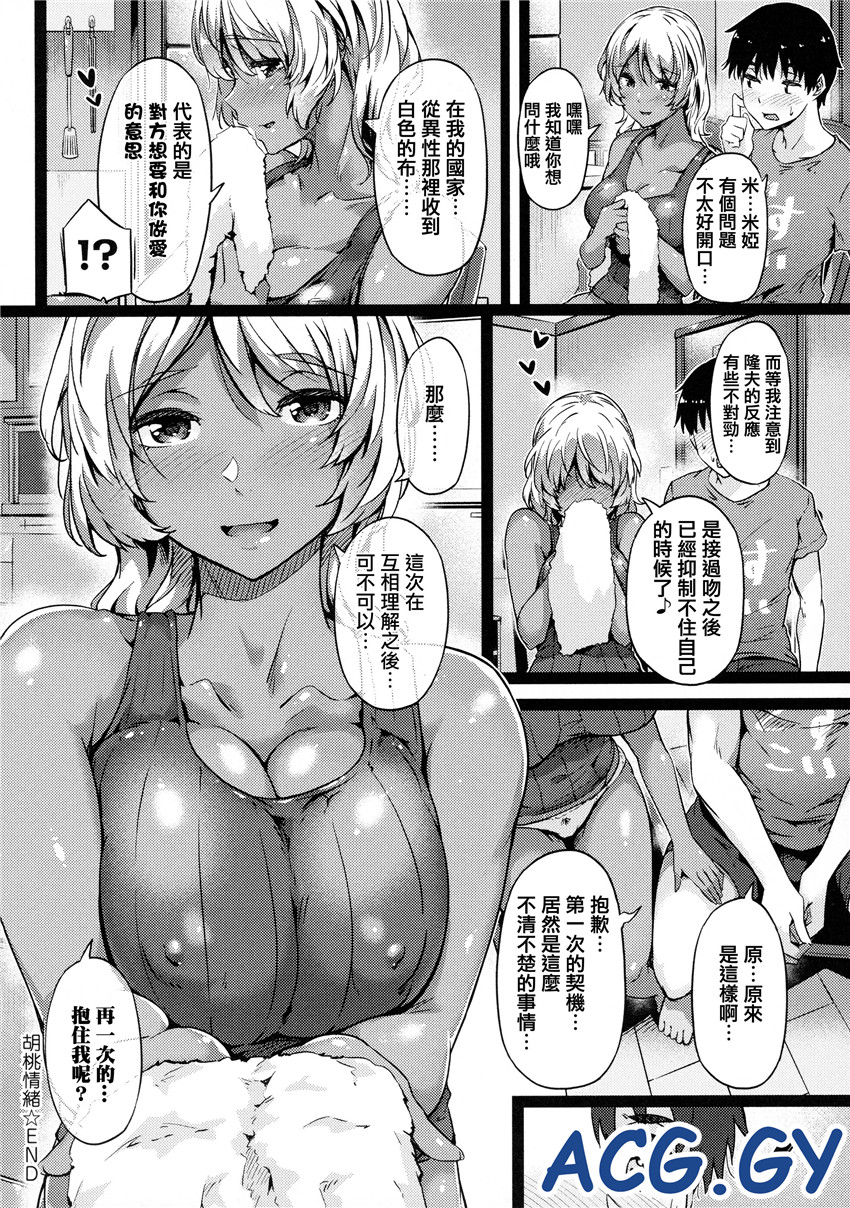 米…米婭
有個問題
不太好開口…
嘿嘿
我知道你想
問什麼哦
在我的國家…
從異性那裡收到
白色的布……
代表的是
對方想要和你做愛
的意思
!?
而等我注意到
隆夫的反應
有些不對勁…
是接過吻之後
已經抑制不住自己
的時候了♪
那麼……
這次在
互相理解之後…
可不可以…
原…原來
是這樣啊…
抱歉…
第一次的契機…
居然是這麼
不清不楚的事情…
再一次的…
抱住我呢？
胡桃情緒☆END
すい
すい
すい
ACG.GY